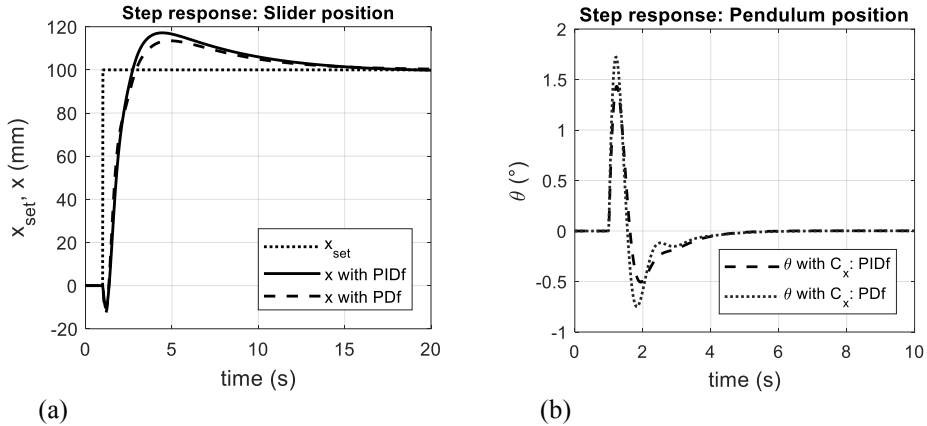 Step response: Slider position
120
100
80
60
40
20
0
-20
x_set, x (mm)
x_set
x with PIDf
x with PDf
0 5 10 15 20
time (s)
(a)
Step response: Pendulum position
2
1.5
1
0.5
0
-0.5
-1
θ (°)
θ with C_x: PIDf
θ with C_x: PDf
0 2 4 6 8 10
time (s)
(b)